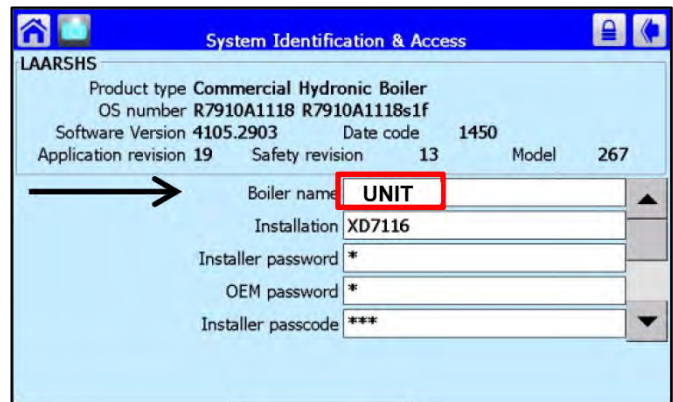 System Identification & Access
LAARSHS
Product type Commercial Hydronic Boiler
OS number R7910A1118 R7910A1118s1f
Software Version 4105.2903 Date code 1450
Application revision 19 Safety revision 13 Model 267
Boiler name UNIT
Installation XD7116
Installer password *
OEM password *
Installer passcode ***